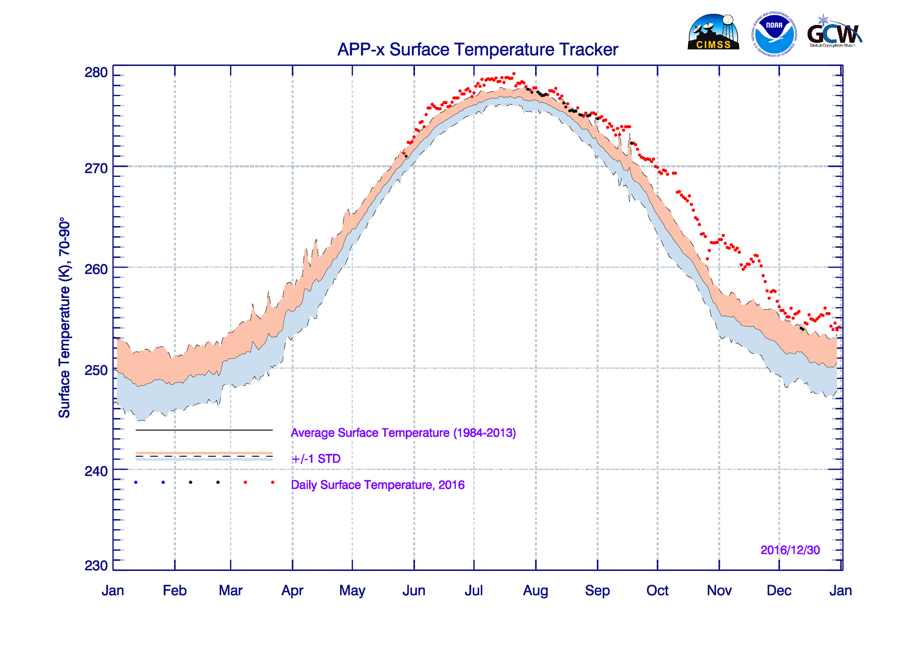 CIMSS
NOAA
GCW
Global Cryosphere Watch
APP-x Surface Temperature Tracker
280
270
260
250
240
230
Surface Temperature (K), 70-90°
Average Surface Temperature (1984-2013)
+/-1 STD
Daily Surface Temperature, 2016
2016/12/30
Jan Feb Mar Apr May Jun Jul Aug Sep Oct Nov Dec Jan